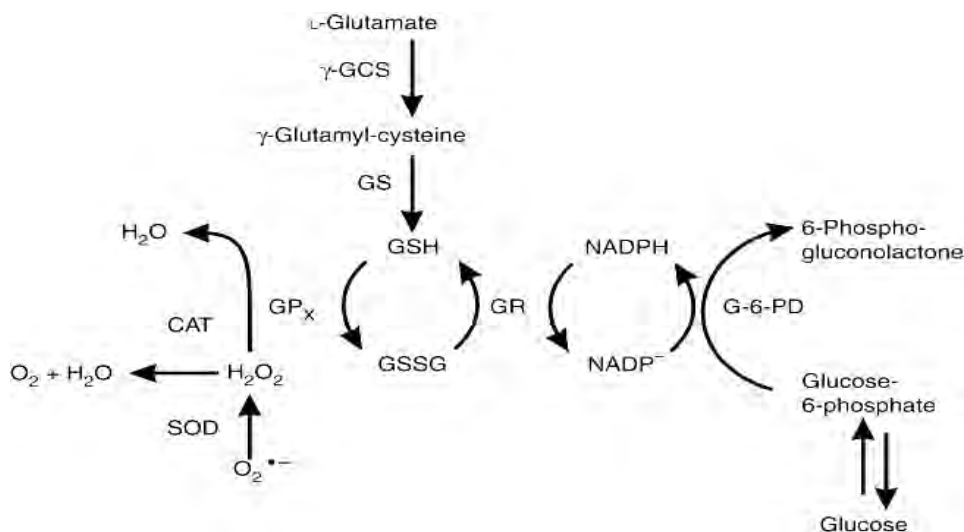 L-Glutamate
γ-GCS
γ-Glutamyl-cysteine
GS
H₂O
GSH
NADPH
6-Phospho-
gluconolactone
GPₓ
GR
G-6-PD
CAT
O₂ + H₂O
H₂O₂
GSSG
NADP⁻
Glucose-
6-phosphate
SOD
O₂•−
Glucose